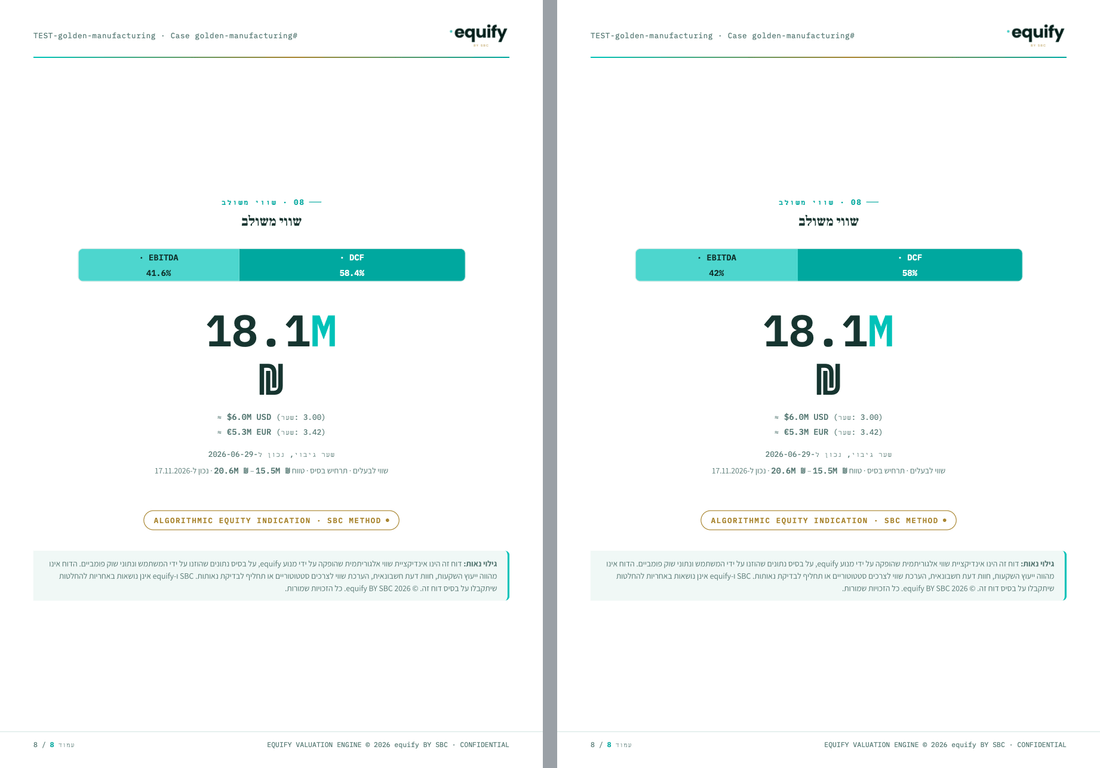 TEST-golden-manufacturing · Case golden-manufacturing#
equify
BY SBC
08 · שווי משולב
שווי משולב
· EBITDA
41.6%
· DCF
58.4%
18.1M
₪
≈ $6.0M USD (שער: 3.00)
≈ €5.3M EUR (שער: 3.42)
שער גיבוי, נכון ל-2026-06-29
שווי לבעלים · תרחיש בסיס · טווח ₪ 15.5M – ₪ 20.6M · נכון ל-17.11.2026
ALGORITHMIC EQUITY INDICATION · SBC METHOD
גילוי נאות: דוח זה הינו אינדיקציית שווי אלגוריתמית שהופקה על ידי מנוע equify, על בסיס נתונים שהוזנו על ידי המשתמש ונתוני שוק פומביים. הדוח אינו
מהווה ייעוץ השקעות, חוות דעת חשבונאית, הערכת שווי לצרכים סטטוטוריים או תחליף לבדיקת נאותות. SBC ו-equify אינן נושאות באחריות להחלטות
שיתקבלו על בסיס דוח זה. © 2026 equify BY SBC. כל הזכויות שמורות.
עמוד 8 / 8
EQUIFY VALUATION ENGINE © 2026 equify BY SBC · CONFIDENTIAL
TEST-golden-manufacturing · Case golden-manufacturing#
equify
BY SBC
08 · שווי משולב
שווי משולב
· EBITDA
42%
· DCF
58%
18.1M
₪
≈ $6.0M USD (שער: 3.00)
≈ €5.3M EUR (שער: 3.42)
שער גיבוי, נכון ל-2026-06-29
שווי לבעלים · תרחיש בסיס · טווח ₪ 15.5M – ₪ 20.6M · נכון ל-17.11.2026
ALGORITHMIC EQUITY INDICATION · SBC METHOD
גילוי נאות: דוח זה הינו אינדיקציית שווי אלגוריתמית שהופקה על ידי מנוע equify, על בסיס נתונים שהוזנו על ידי המשתמש ונתוני שוק פומביים. הדוח אינו
מהווה ייעוץ השקעות, חוות דעת חשבונאית, הערכת שווי לצרכים סטטוטוריים או תחליף לבדיקת נאותות. SBC ו-equify אינן נושאות באחריות להחלטות
שיתקבלו על בסיס דוח זה. © 2026 equify BY SBC. כל הזכויות שמורות.
עמוד 8 / 8
EQUIFY VALUATION ENGINE © 2026 equify BY SBC · CONFIDENTIAL